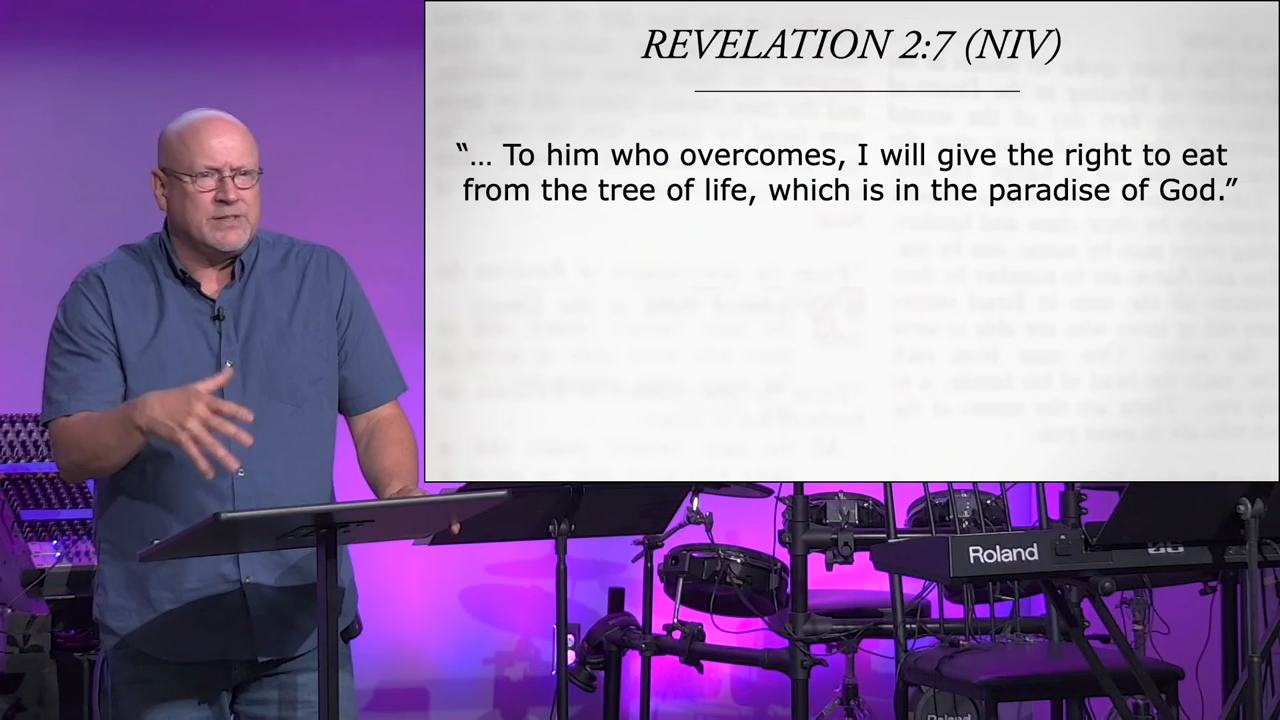 REVELATION 2:7 (NIV)
“... To him who overcomes, I will give the right to eat
from the tree of life, which is in the paradise of God.”
Roland
Roland